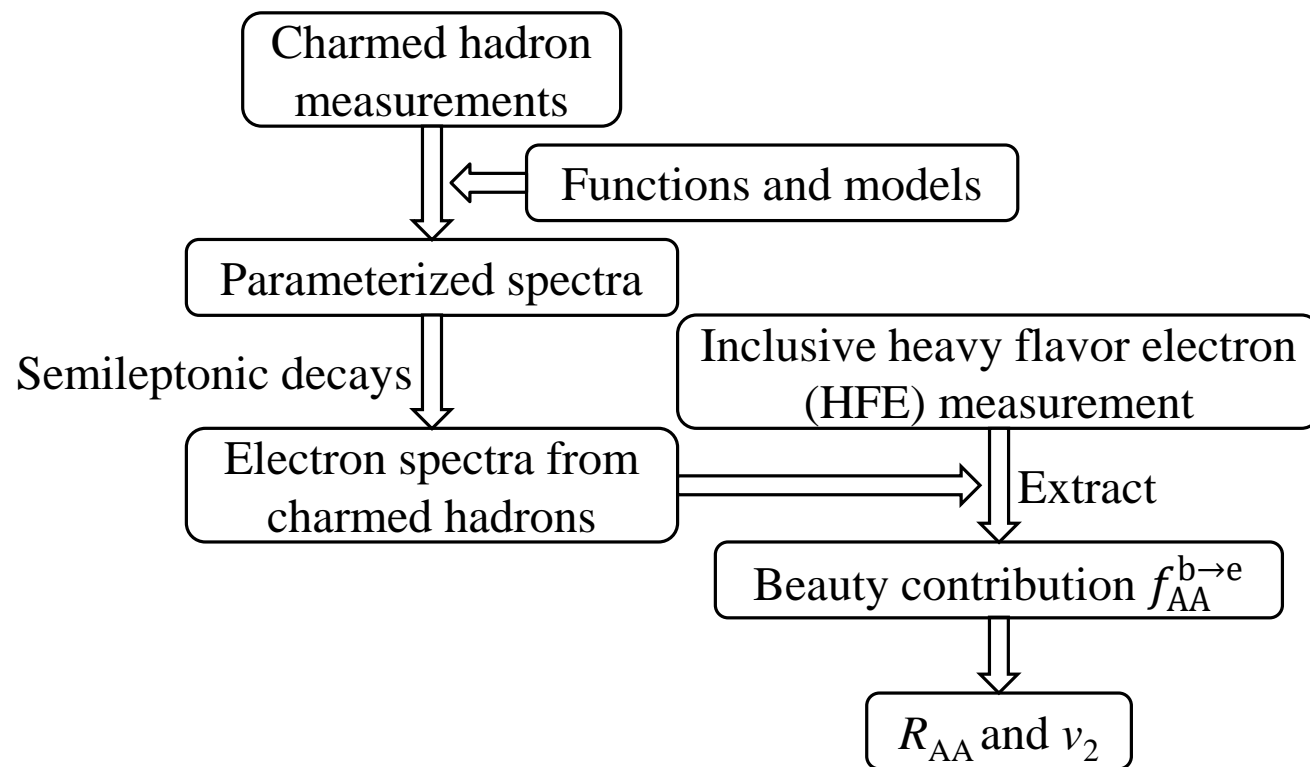 Charmed hadron
measurements
Functions and models
Parameterized spectra
Semileptonic decays
Inclusive heavy flavor electron
(HFE) measurement
Electron spectra from
charmed hadrons
Extract
Beauty contribution $f_{\mathrm{AA}}^{\mathrm{b}\to\mathrm{e}}$
$R_{\mathrm{AA}}$ and $v_2$